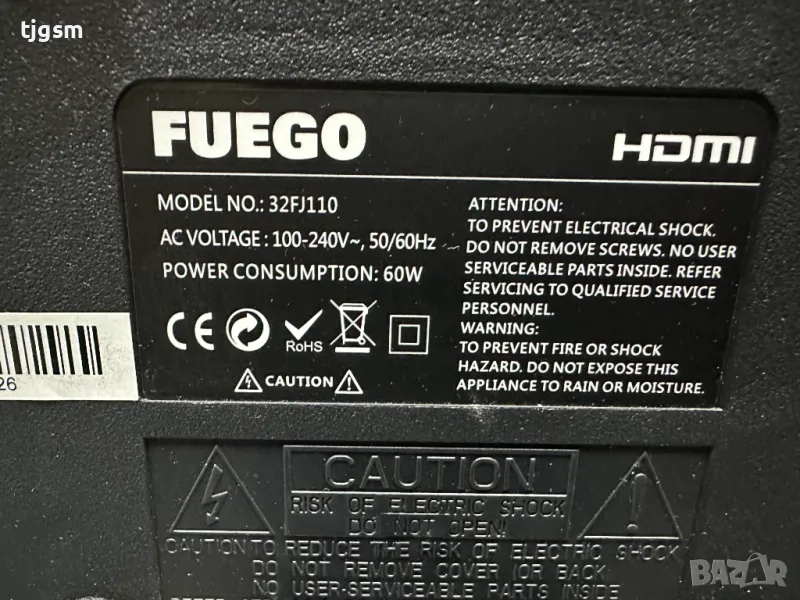 tjgsm
FUEGO
HDMI
MODEL NO.: 32FJ110
AC VOLTAGE : 100-240V~, 50/60Hz
POWER CONSUMPTION: 60W
CE
RoHS
CAUTION
ATTENTION:
TO PREVENT ELECTRICAL SHOCK.
DO NOT REMOVE SCREWS. NO USER
SERVICEABLE PARTS INSIDE. REFER
SERVICING TO QUALIFIED SERVICE
PERSONNEL.
WARNING:
TO PREVENT FIRE OR SHOCK
HAZARD. DO NOT EXPOSE THIS
APPLIANCE TO RAIN OR MOISTURE.
26
CAUTION
RISK OF ELECTRIC SHOCK
DO NOT OPEN!
CAUTION TO REDUCE THE RISK OF ELECTRIC SHOCK
DO NOT REMOVE COVER (OR BACK
NO USER-SERVICEABLE PARTS INSIDE
BAZAR